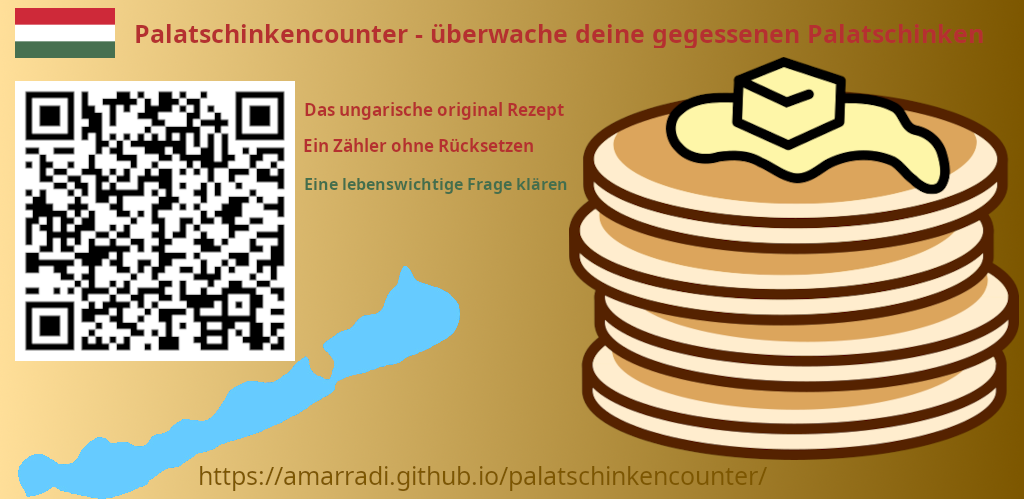 Palatschinkencounter - überwache deine gegessenen Palatschinken
Das ungarische original Rezept
Ein Zähler ohne Rücksetzen
Eine lebenswichtige Frage klären
https://amarradi.github.io/palatschinkencounter/